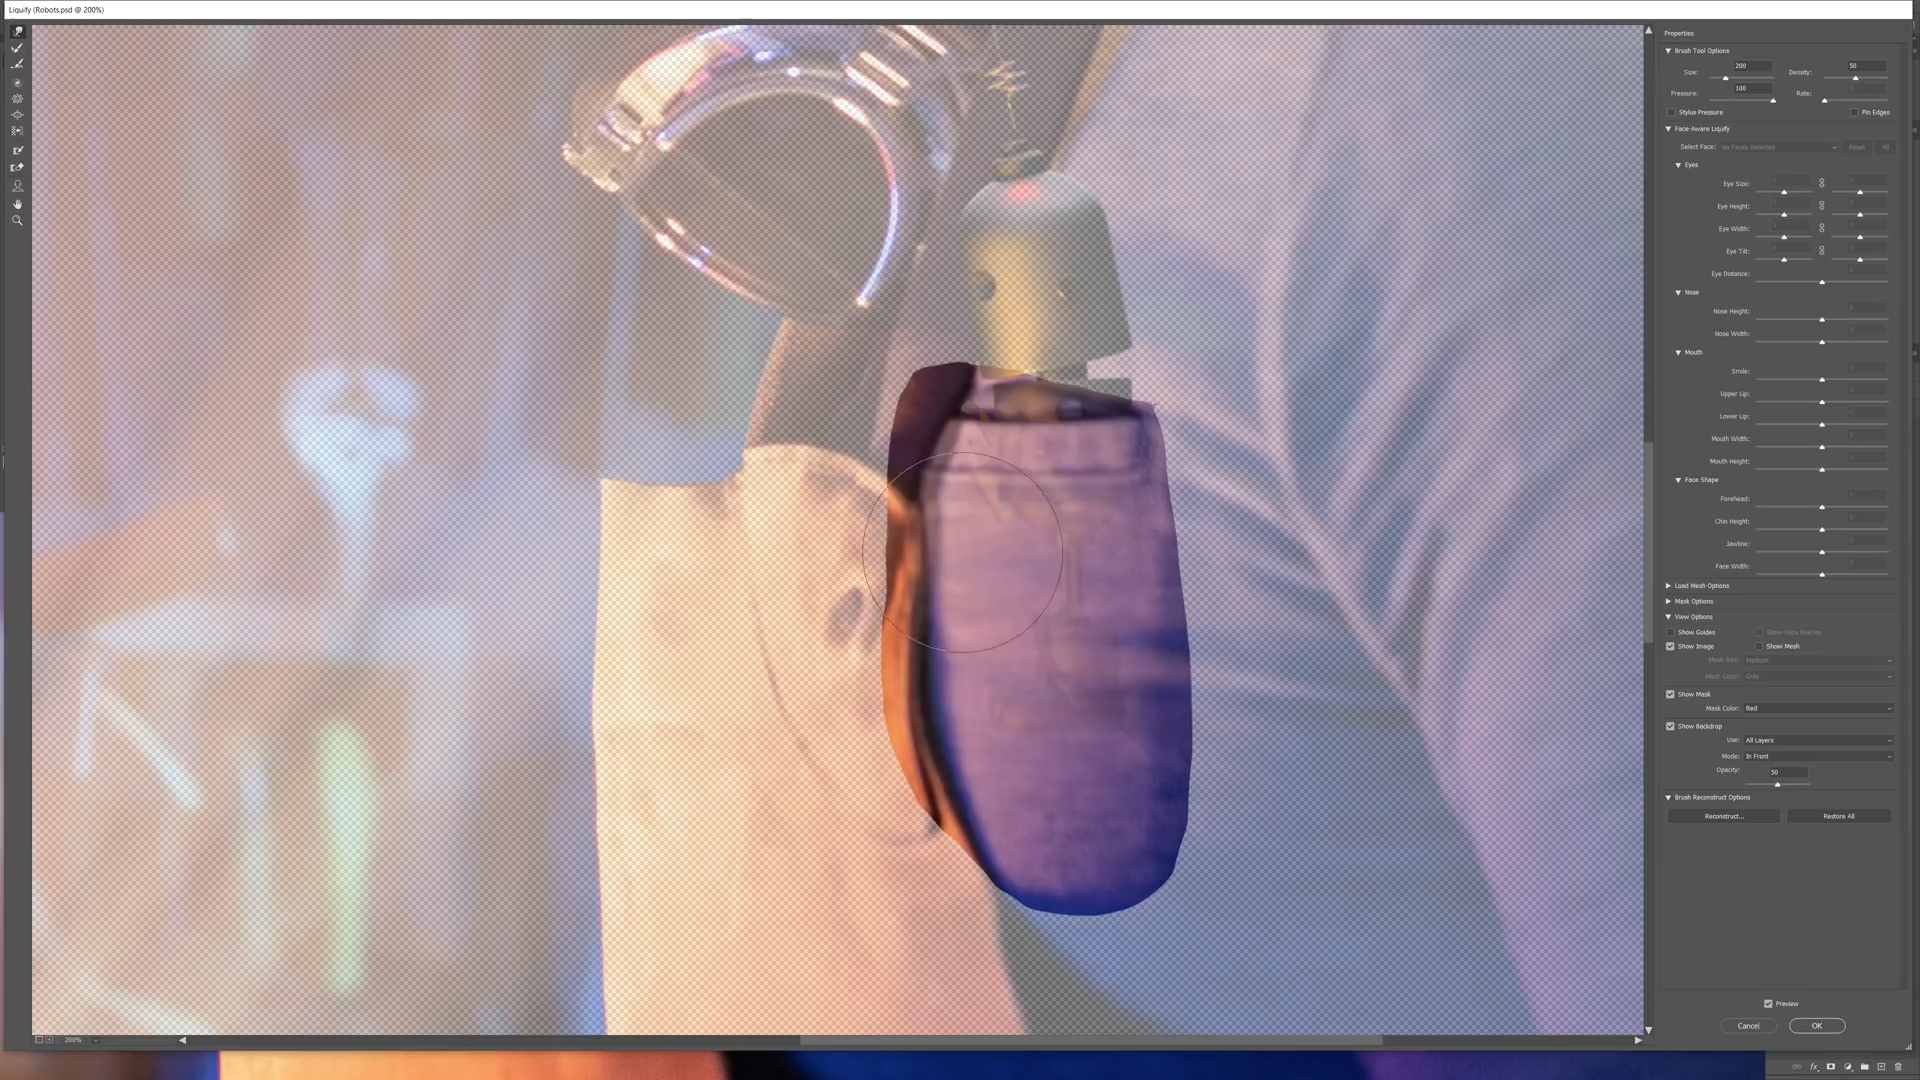 Liquify (Robots.psd @ 200%)
Properties
Brush Tool Options
Size: 200 Density: 50
Pressure: 100 Rate:
Stylus Pressure Pin Edges
Face-Aware Liquify
Select Face: No Faces Detected Reset All
Eyes
Eye Size:
Eye Height:
Eye Width:
Eye Tilt:
Eye Distance:
Nose
Nose Height:
Nose Width:
Mouth
Smile:
Upper Lip:
Lower Lip:
Mouth Width:
Mouth Height:
Face Shape
Forehead:
Chin Height:
Jawline:
Face Width:
Load Mesh Options
Mask Options
View Options
Show Guides Show Face Overlay
Show Image Show Mesh
Mesh Size: Medium
Mesh Color: Gray
Show Mask
Mask Color: Red
Show Backdrop
Use: All Layers
Mode: In Front
Opacity: 50
Brush Reconstruct Options
Reconstruct... Restore All
Preview
Cancel OK
200%
fx